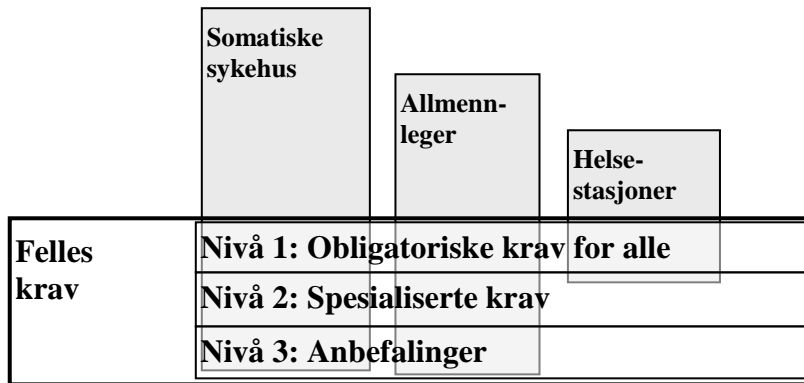 Somatiske
sykehus
Allmenn-
leger
Helse-
stasjoner
Felles
krav
Nivå 1: Obligatoriske krav for alle
Nivå 2: Spesialiserte krav
Nivå 3: Anbefalinger